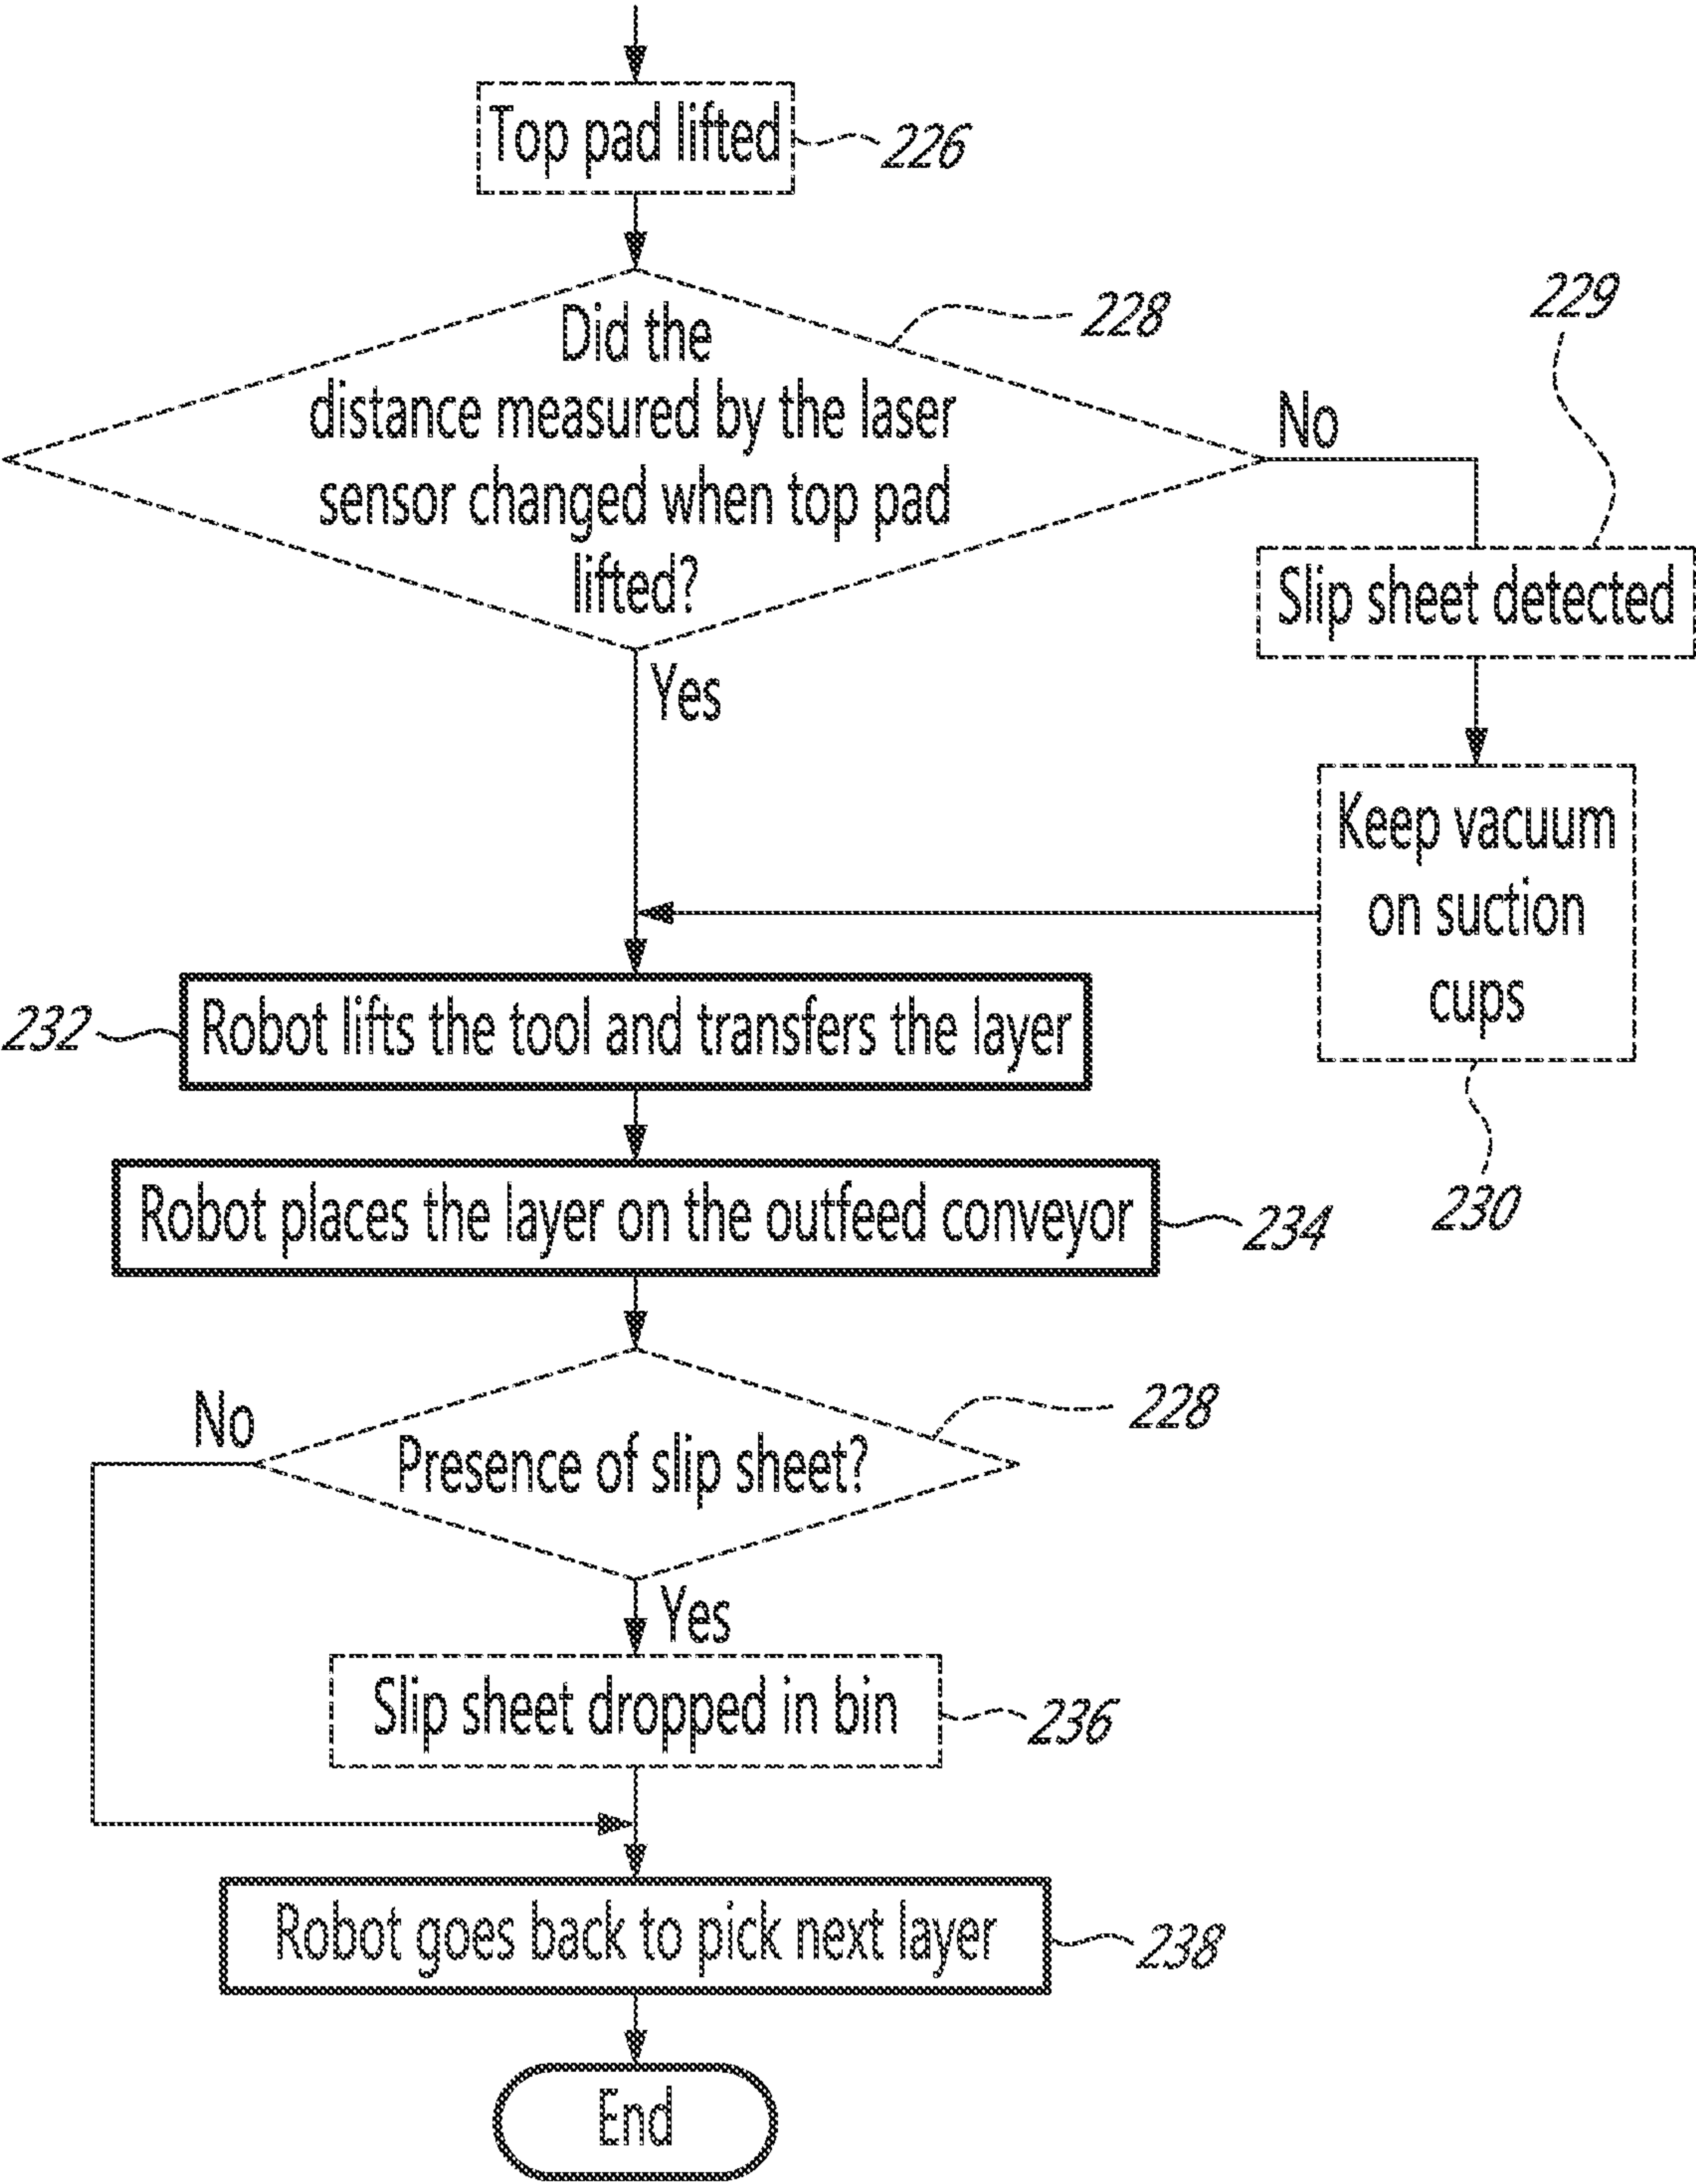 Top pad lifted
226
Did the
distance measured by the laser
sensor changed when top pad
lifted?
228
No
229
Slip sheet detected
Yes
Keep vacuum
on suction
cups
230
232
Robot lifts the tool and transfers the layer
Robot places the layer on the outfeed conveyor
234
No
Presence of slip sheet?
228
Yes
Slip sheet dropped in bin
236
Robot goes back to pick next layer
238
End